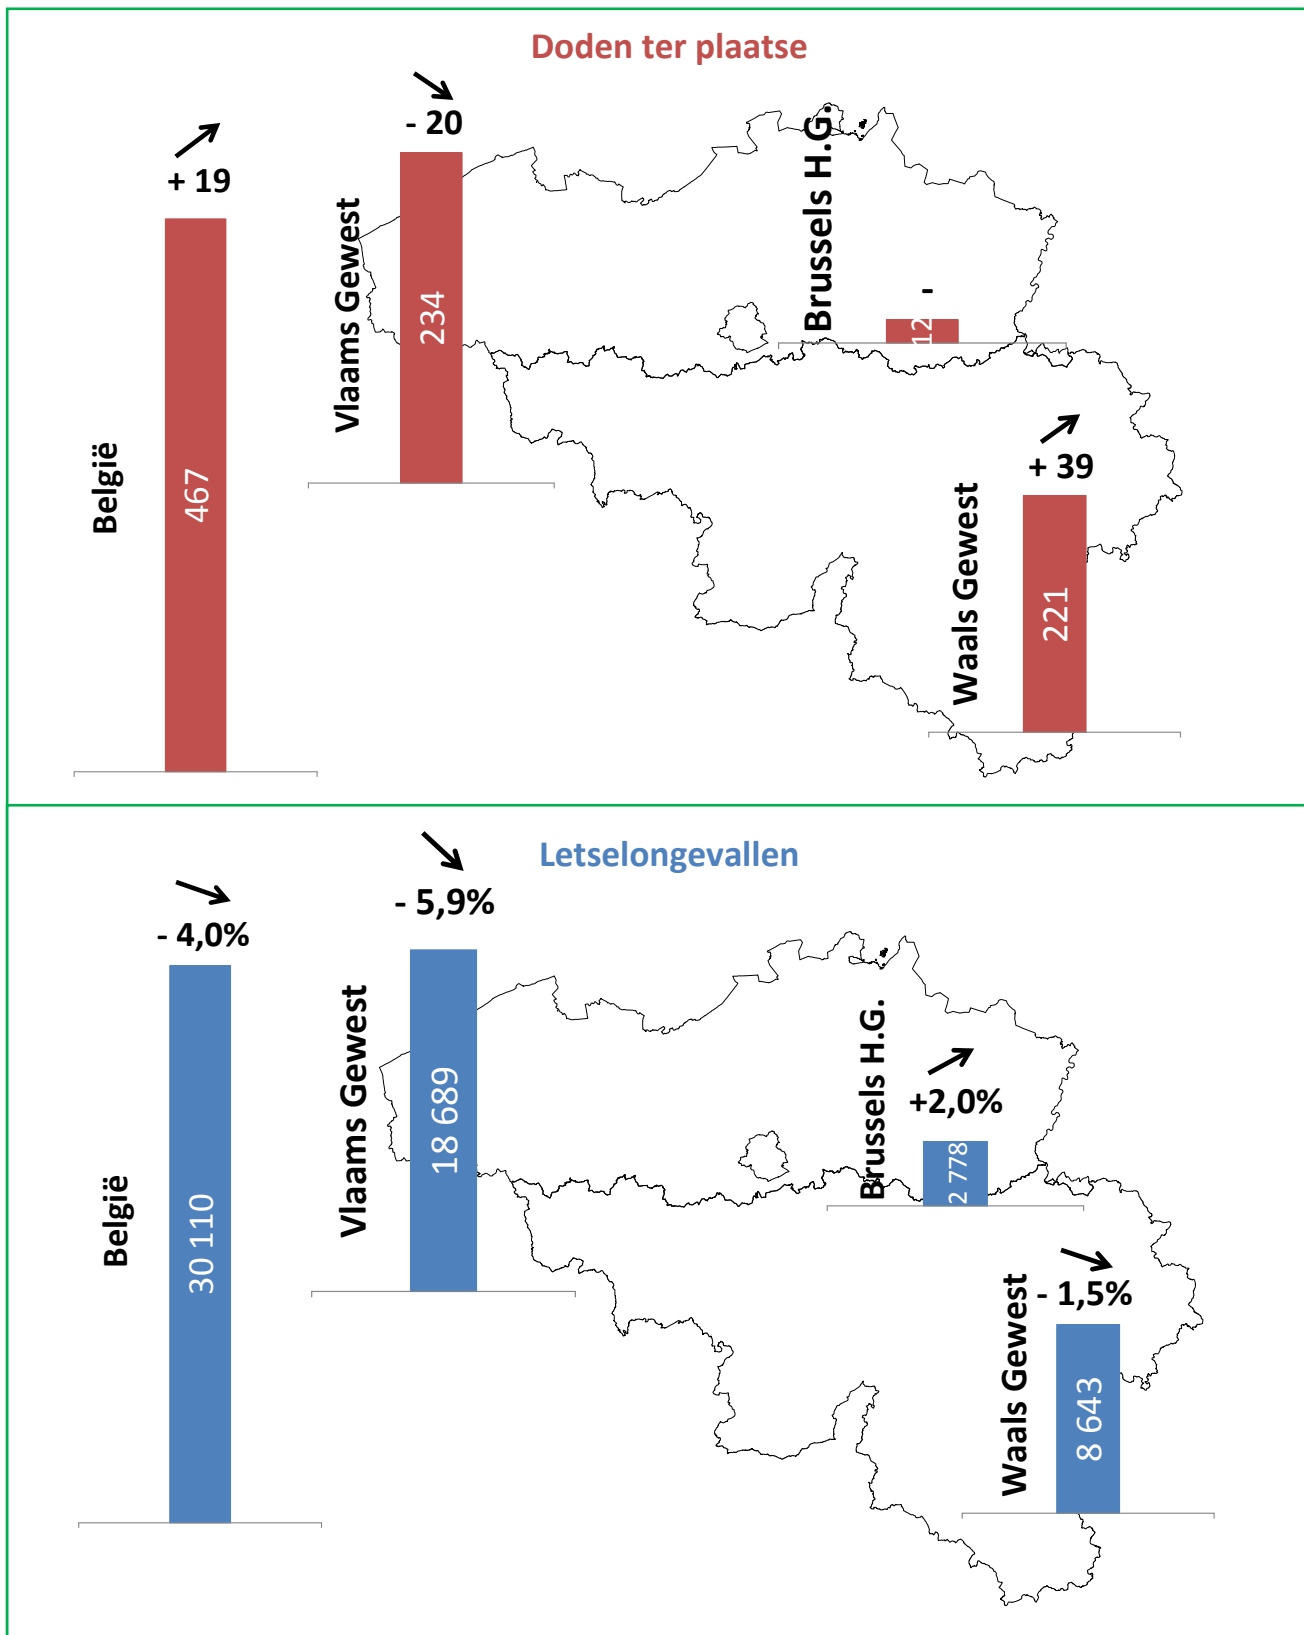 Doden ter plaatse
+ 19
België
467
- 20
Vlaams Gewest
234
Brussels H.G.
-
12
+ 39
Waals Gewest
221
Letselongevallen
- 4,0%
België
30 110
- 5,9%
Vlaams Gewest
18 689
Brussels H.G.
+2,0%
2 778
- 1,5%
Waals Gewest
8 643